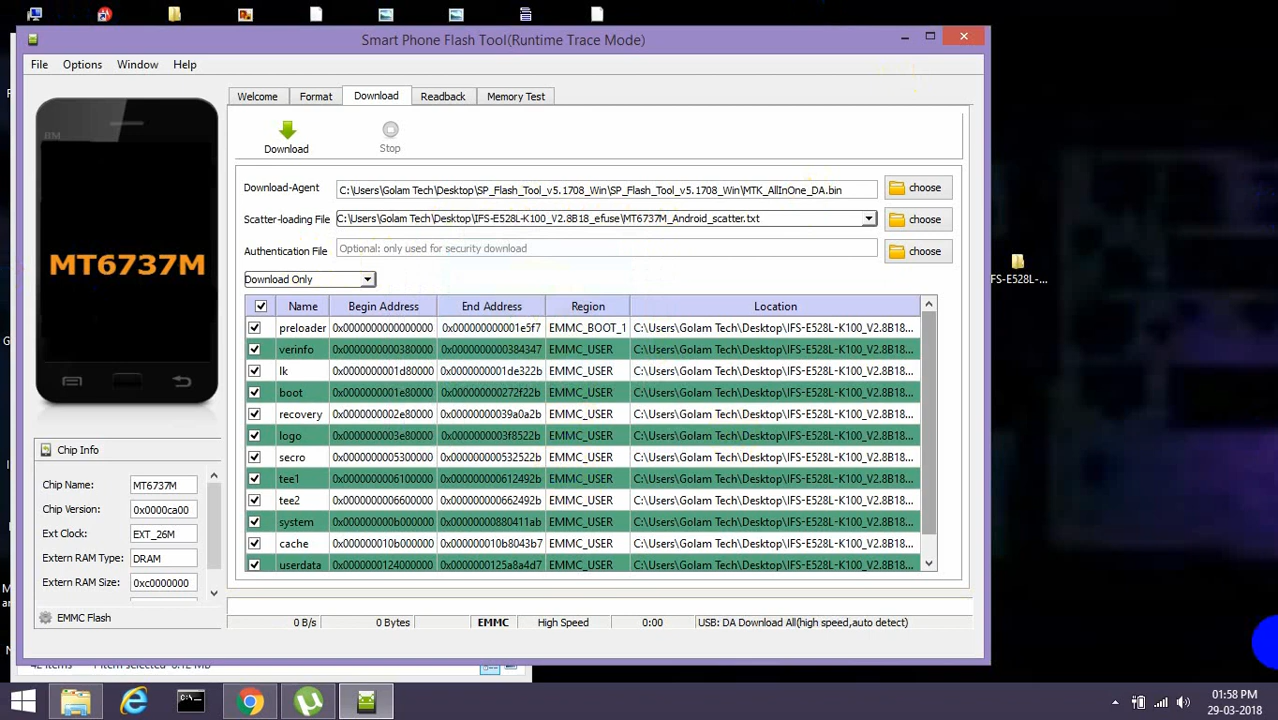 Smart Phone Flash Tool(Runtime Trace Mode)
File Options Window Help
Welcome Format Download Readback Memory Test
BM
MT6737M
Download Stop
Download-Agent C:\Users\Golam Tech\Desktop\SP_Flash_Tool_v5.1708_Win\SP_Flash_Tool_v5.1708_Win\MTK_AllInOne_DA.bin choose
Scatter-loading File C:\Users\Golam Tech\Desktop\IFS-E528L-K100_V2.8B18_efuse\MT6737M_Android_scatter.txt choose
Authentication File Optional: only used for security download choose
Download Only
Name Begin Address End Address Region Location
preloader 0x0000000000000000 0x000000000001e5f7 EMMC_BOOT_1 C:\Users\Golam Tech\Desktop\IFS-E528L-K100_V2.8B18...
verinfo 0x0000000000380000 0x0000000000384347 EMMC_USER C:\Users\Golam Tech\Desktop\IFS-E528L-K100_V2.8B18...
lk 0x0000000001d80000 0x0000000001de322b EMMC_USER C:\Users\Golam Tech\Desktop\IFS-E528L-K100_V2.8B18...
boot 0x0000000001e80000 0x000000000272f22b EMMC_USER C:\Users\Golam Tech\Desktop\IFS-E528L-K100_V2.8B18...
recovery 0x0000000002e80000 0x00000000039a0a2b EMMC_USER C:\Users\Golam Tech\Desktop\IFS-E528L-K100_V2.8B18...
logo 0x0000000003e80000 0x0000000003f8522b EMMC_USER C:\Users\Golam Tech\Desktop\IFS-E528L-K100_V2.8B18...
secro 0x0000000005300000 0x000000000532522b EMMC_USER C:\Users\Golam Tech\Desktop\IFS-E528L-K100_V2.8B18...
tee1 0x0000000006100000 0x000000000612492b EMMC_USER C:\Users\Golam Tech\Desktop\IFS-E528L-K100_V2.8B18...
tee2 0x0000000006600000 0x000000000662492b EMMC_USER C:\Users\Golam Tech\Desktop\IFS-E528L-K100_V2.8B18...
system 0x000000000b000000 0x00000000880411ab EMMC_USER C:\Users\Golam Tech\Desktop\IFS-E528L-K100_V2.8B18...
cache 0x000000010b000000 0x000000010b8043b7 EMMC_USER C:\Users\Golam Tech\Desktop\IFS-E528L-K100_V2.8B18...
userdata 0x0000000124000000 0x0000000125a8a4d7 EMMC_USER C:\Users\Golam Tech\Desktop\IFS-E528L-K100_V2.8B18...
Chip Info
Chip Name: MT6737M
Chip Version: 0x0000ca00
Ext Clock: EXT_26M
Extern RAM Type: DRAM
Extern RAM Size: 0xc0000000
EMMC Flash
0 B/s 0 Bytes EMMC High Speed 0:00 USB: DA Download All(high speed,auto detect)
FS-E528L-...
01:58 PM
29-03-2018